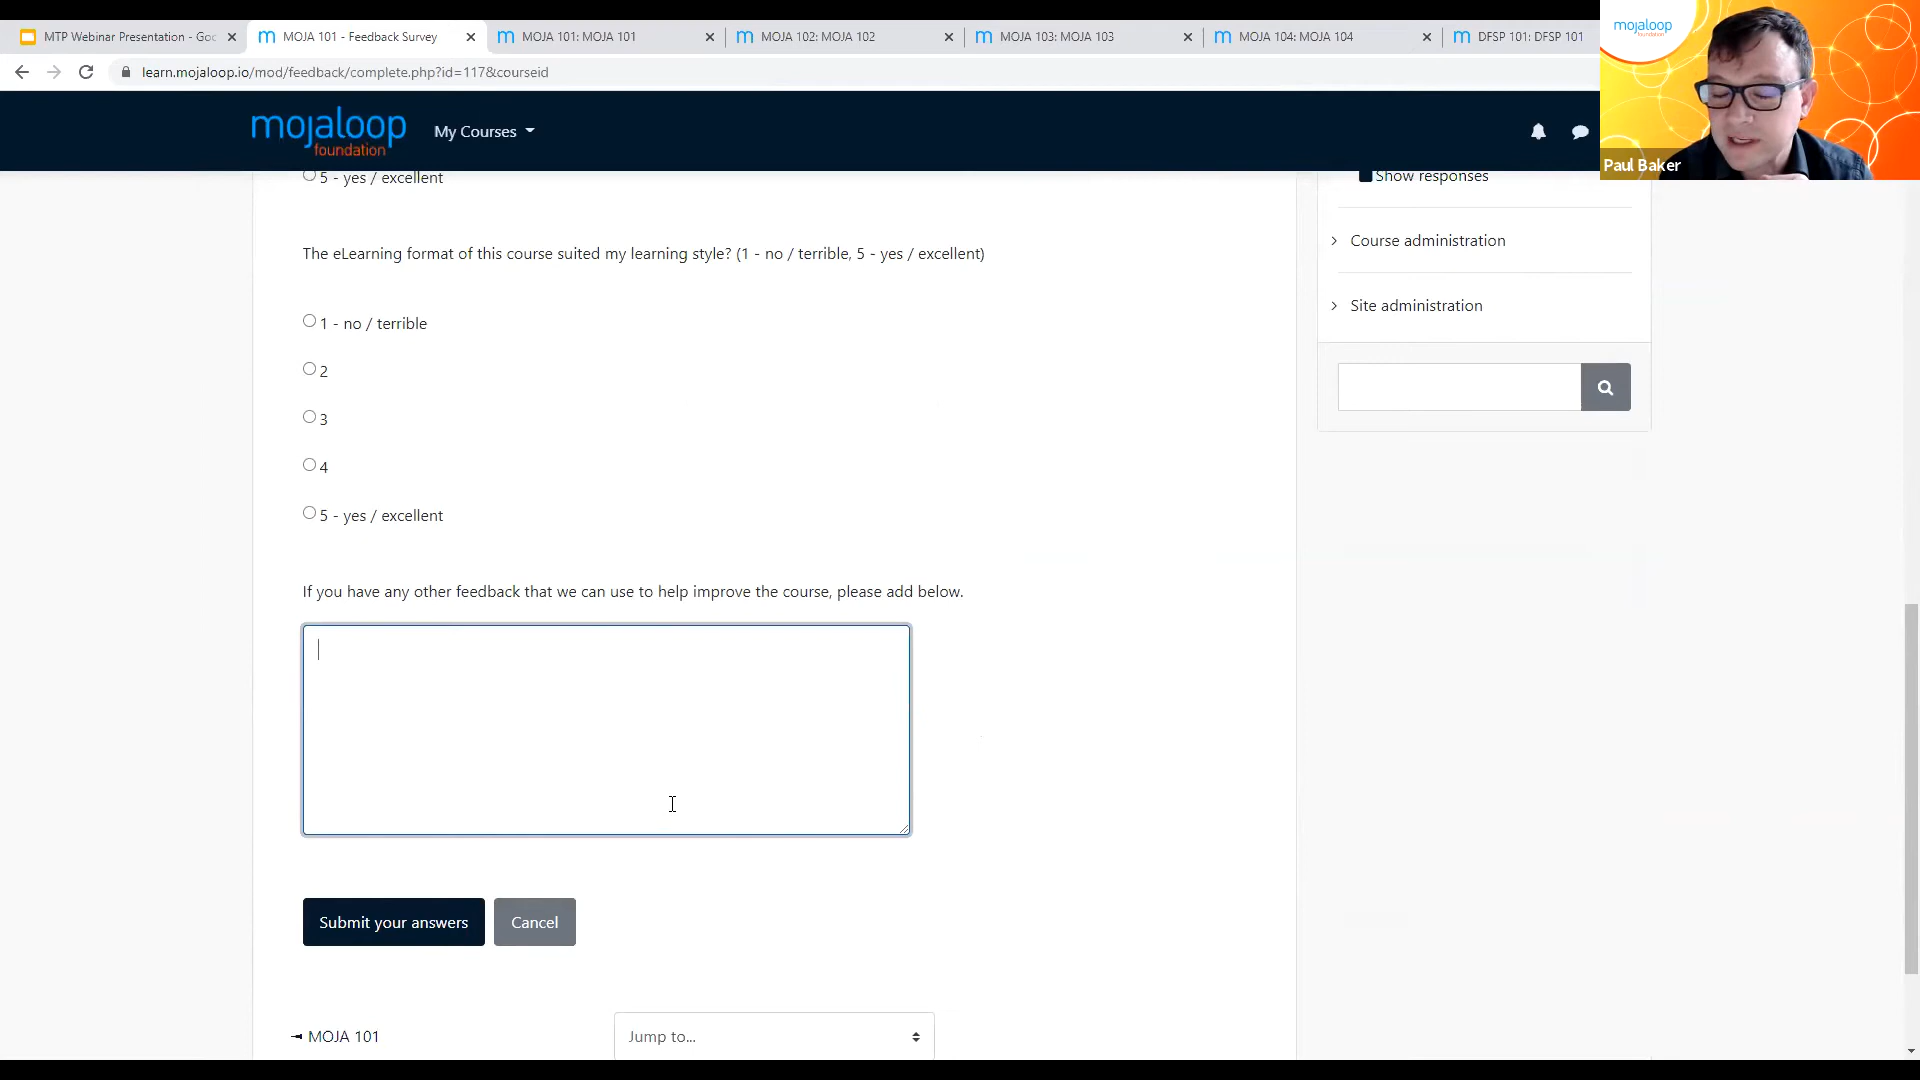 MTP Webinar Presentation - Goo
MOJA 101 - Feedback Survey
MOJA 101: MOJA 101
MOJA 102: MOJA 102
MOJA 103: MOJA 103
MOJA 104: MOJA 104
DFSP 101: DFSP 101
learn.mojaloop.io/mod/feedback/complete.php?id=117&courseid
mojaloop
foundation
mojaloop
foundation
My Courses
Paul Baker
5 - yes / excellent
Show responses
The eLearning format of this course suited my learning style? (1 - no / terrible, 5 - yes / excellent)
Course administration
1 - no / terrible
Site administration
2
3
4
5 - yes / excellent
If you have any other feedback that we can use to help improve the course, please add below.
Submit your answers
Cancel
MOJA 101
Jump to...